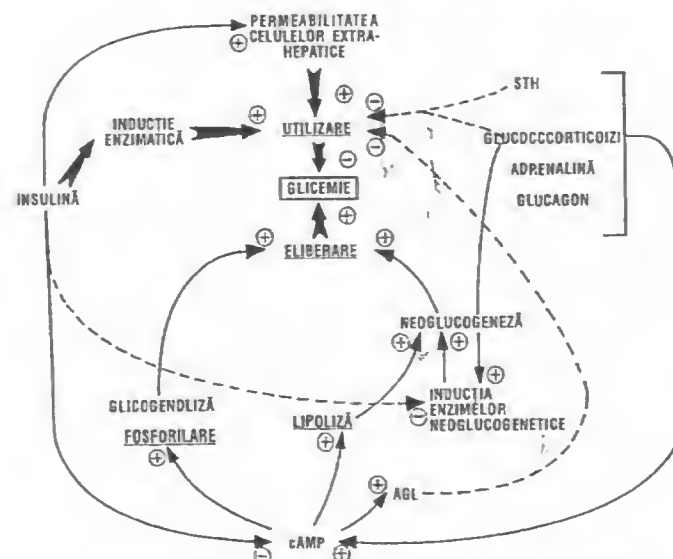 PERMEABILITATEA
⊕ CELULELOR EXTRA-
HEPATICE
⊕ ⊖
STH
INDUCȚIE
ENZIMATICĂ
⊕
UTILIZARE
⊖ ⊖
GLUCOCCCORTICOIZI
ADRENALINĂ
GLUCAGON
INSULINĂ
GLICEMIE
⊕
⊕ ELIBERARE ⊕
NEOGLUCOGENEZĂ
⊕ ⊕
⊕
INDUCȚIA
ENZIMELOR
⊖ NEOGLUCOGENETICE
GLICOGENOLIZĂ
FOSFORILARE
⊕
LIPOLIZĂ
⊕
⊕ AGL
cAMP
⊖ ⊕